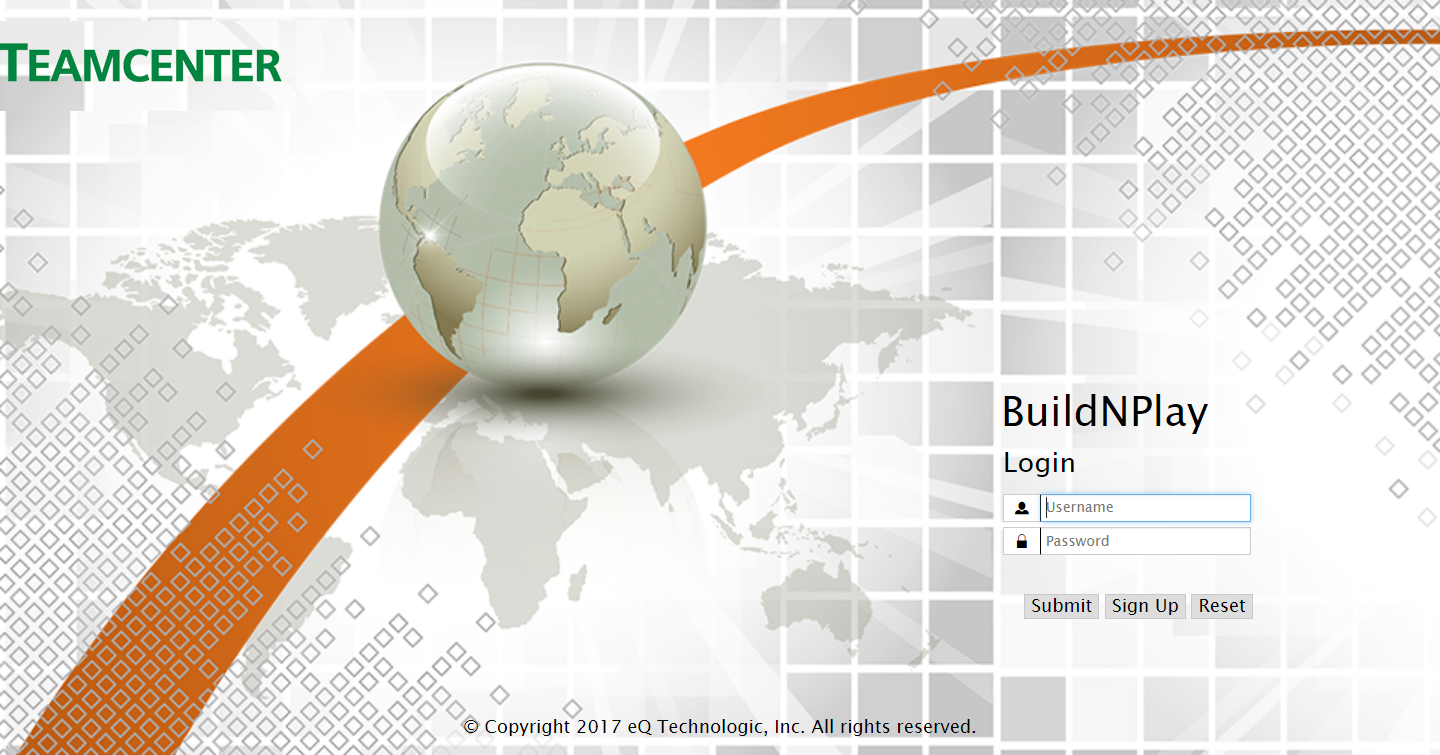 TEAMCENTER
BuildNPlay
Login
Username
Password
Submit Sign Up Reset
© Copyright 2017 eQ Technologic, Inc. All rights reserved.